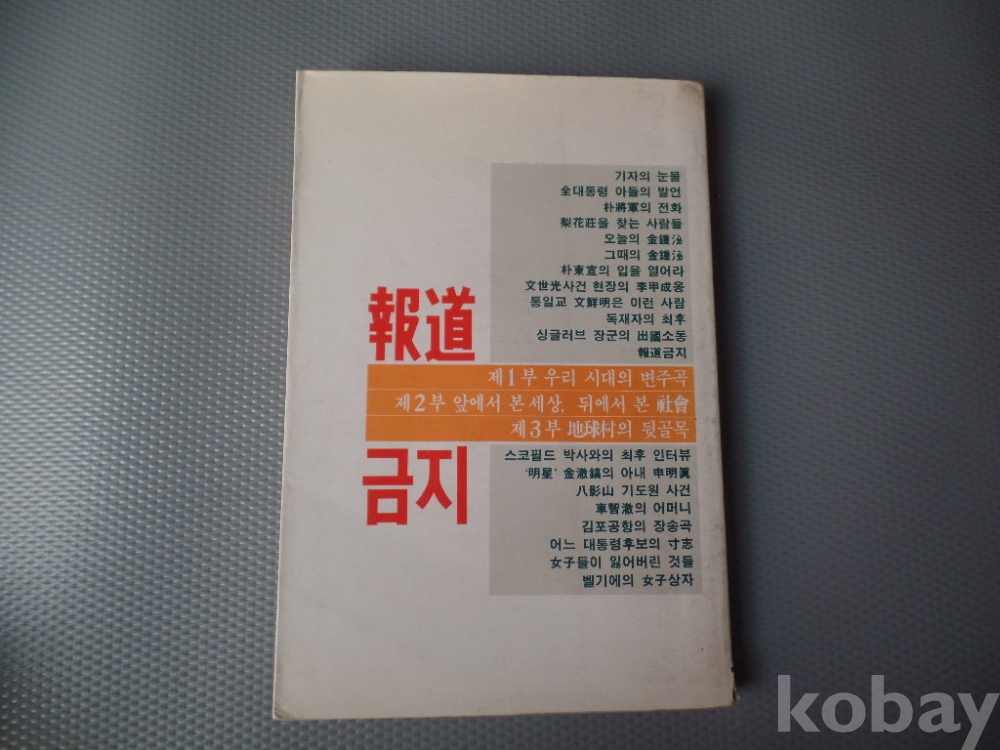 기자의 눈물
全대통령 아들의 발언
朴將軍의 전화
梨花莊을 찾는 사람들
오늘의 金鍾泌
그때의 金鍾泌
朴東宣의 입을 열어라
文世光사건 현장의 李甲成옹
통일교 文鮮明은 이런 사람
독재자의 최후
싱글러브 장군의 出國소동
報道금지
報道
제1부 우리 시대의 변주곡
제2부 앞에서 본 세상, 뒤에서 본 社會
제3부 地球村의 뒷골목
금지
스코필드 박사와의 최후 인터뷰
'明星' 金澈鎬의 아내 申明眞
八影山 기도원 사건
車智澈의 어머니
김포공항의 장송곡
어느 대통령후보의 寸志
女子들이 잃어버린 것들
벨기에의 女子상자
kobay